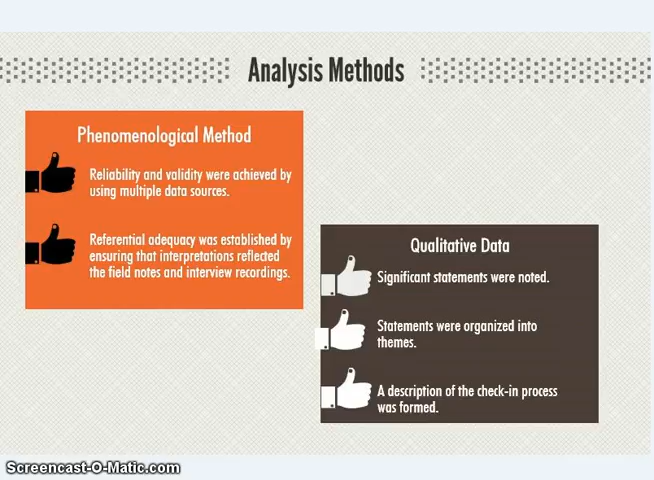 Analysis Methods
Phenomenological Method
Reliability and validity were achieved by
using multiple data sources.
Referential adequacy was established by
ensuring that interpretations reflected
the field notes and interview recordings.
Qualitative Data
Significant statements were noted.
Statements were organized into
themes.
A description of the check-in process
was formed.
Screencast-O-Matic.com